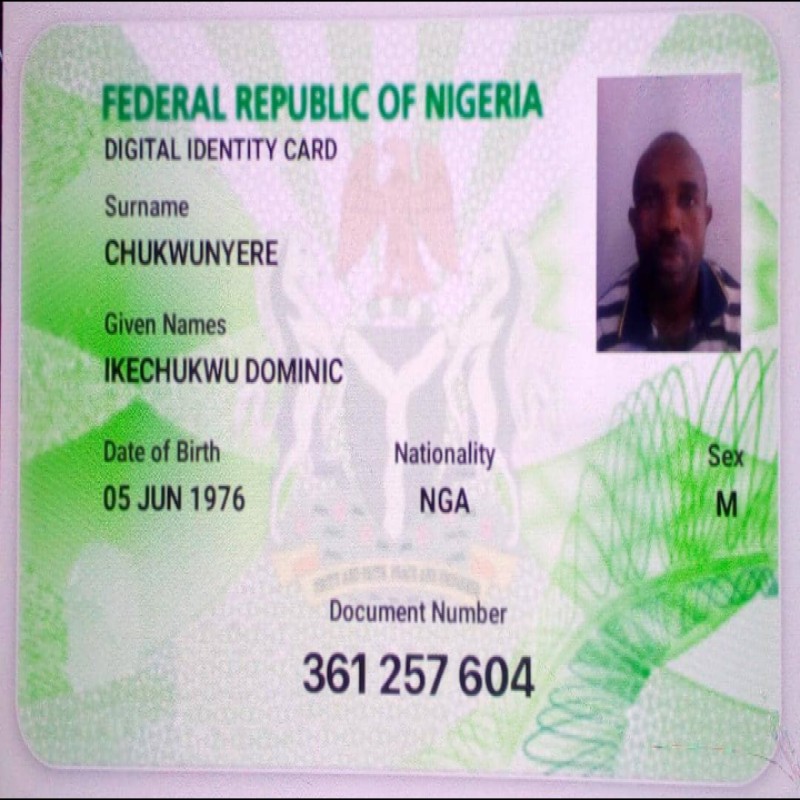 FEDERAL REPUBLIC OF NIGERIA
DIGITAL IDENTITY CARD
Surname
CHUKWUNYERE
Given Names
IKECHUKWU DOMINIC
Date of Birth
Nationality
Sex
05 JUN 1976
NGA
M
Document Number
361 257 604